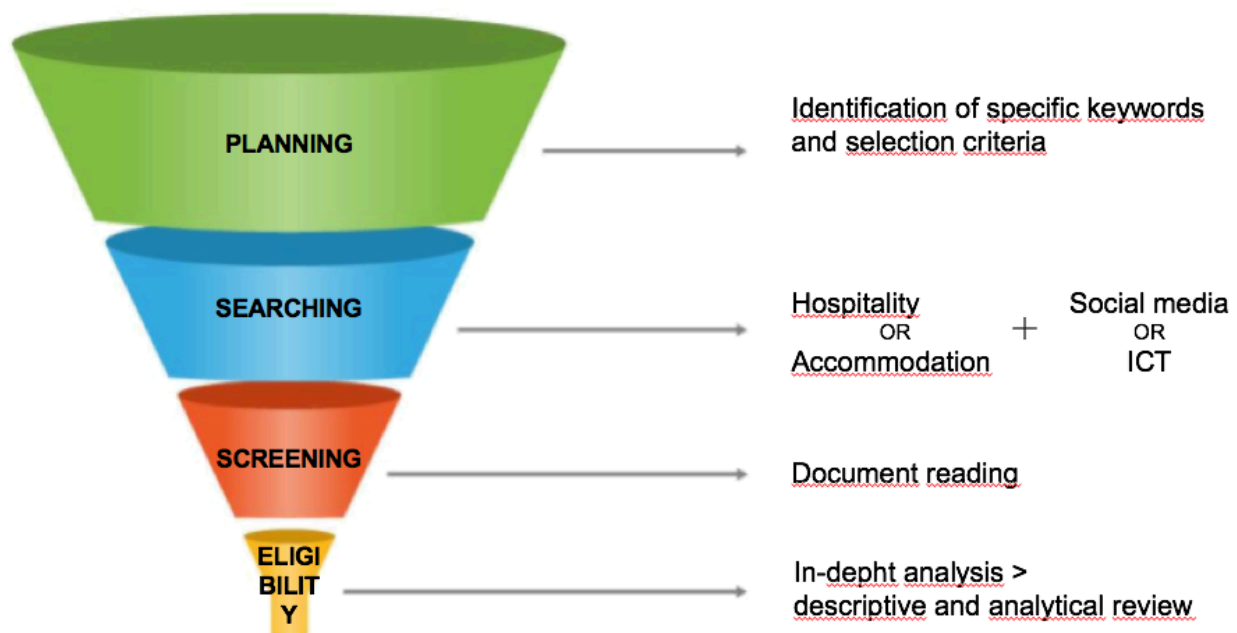 PLANNING
Identification of specific keywords
and selection criteria
SEARCHING
Hospitality
OR
Accommodation
+
Social media
OR
ICT
SCREENING
Document reading
ELIGI
BILIT
Y
In-depht analysis >
descriptive and analytical review